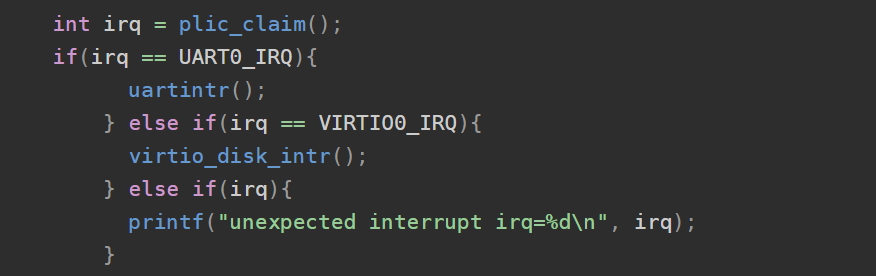 int irq = plic_claim();
if(irq == UART0_IRQ){
uartintr();
} else if(irq == VIRTIO0_IRQ){
virtio_disk_intr();
} else if(irq){
printf("unexpected interrupt irq=%d\n", irq);
}